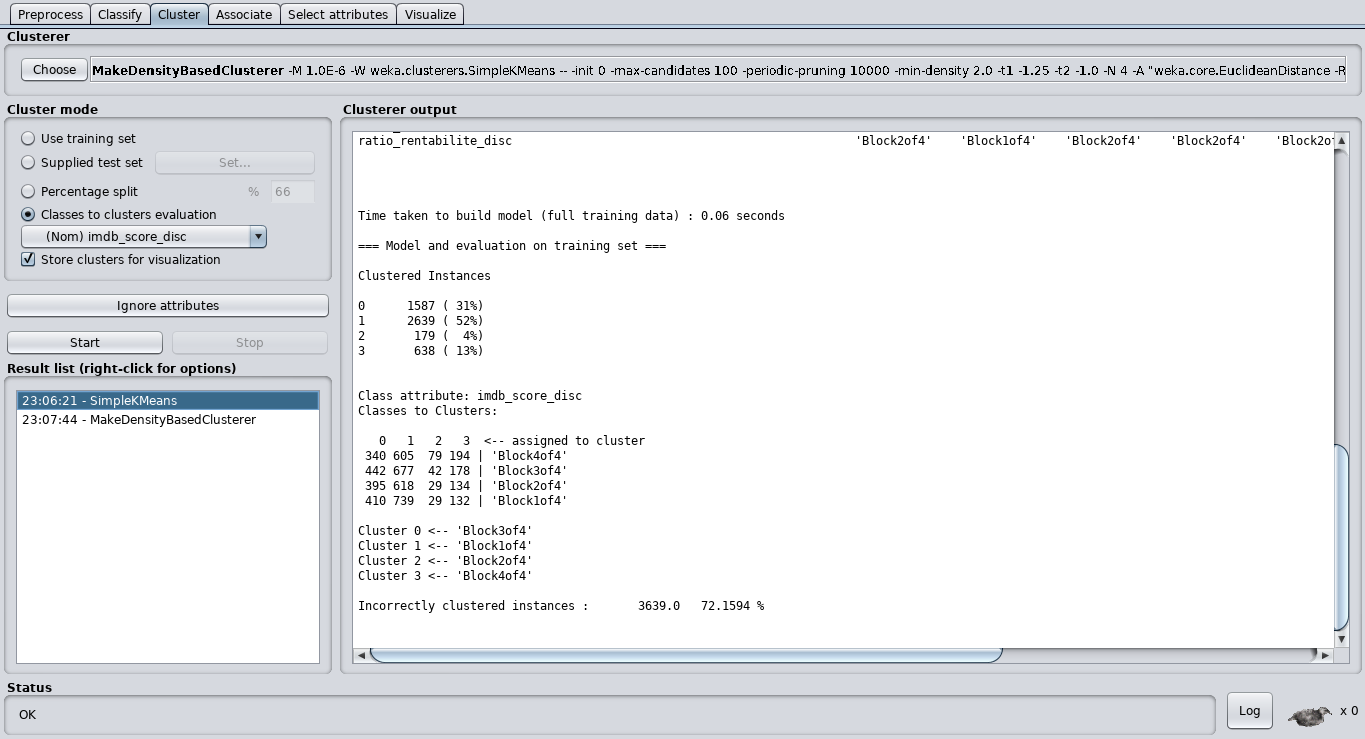 Preprocess Classify Cluster Associate Select attributes Visualize
Clusterer
Choose MakeDensityBasedClusterer -M 1.0E-6 -W weka.clusterers.SimpleKMeans -- -init 0 -max-candidates 100 -periodic-pruning 10000 -min-density 2.0 -t1 -1.25 -t2 -1.0 -N 4 -A "weka.core.EuclideanDistance -R
Cluster mode
Use training set
Supplied test set Set...
Percentage split % 66
Classes to clusters evaluation
(Nom) imdb_score_disc
Store clusters for visualization
Ignore attributes
Start Stop
Result list (right-click for options)
23:06:21 - SimpleKMeans
23:07:44 - MakeDensityBasedClusterer
Clusterer output
ratio_rentabilite_disc 'Block2of4' 'Block1of4' 'Block2of4' 'Block2of4' 'Block2of
Time taken to build model (full training data) : 0.06 seconds
=== Model and evaluation on training set ===
Clustered Instances
0 1587 ( 31%)
1 2639 ( 52%)
2 179 ( 4%)
3 638 ( 13%)
Class attribute: imdb_score_disc
Classes to Clusters:
0 1 2 3 <-- assigned to cluster
340 605 79 194 | 'Block4of4'
442 677 42 178 | 'Block3of4'
395 618 29 134 | 'Block2of4'
410 739 29 132 | 'Block1of4'
Cluster 0 <-- 'Block3of4'
Cluster 1 <-- 'Block1of4'
Cluster 2 <-- 'Block2of4'
Cluster 3 <-- 'Block4of4'
Incorrectly clustered instances : 3639.0 72.1594 %
Status
OK
Log x 0